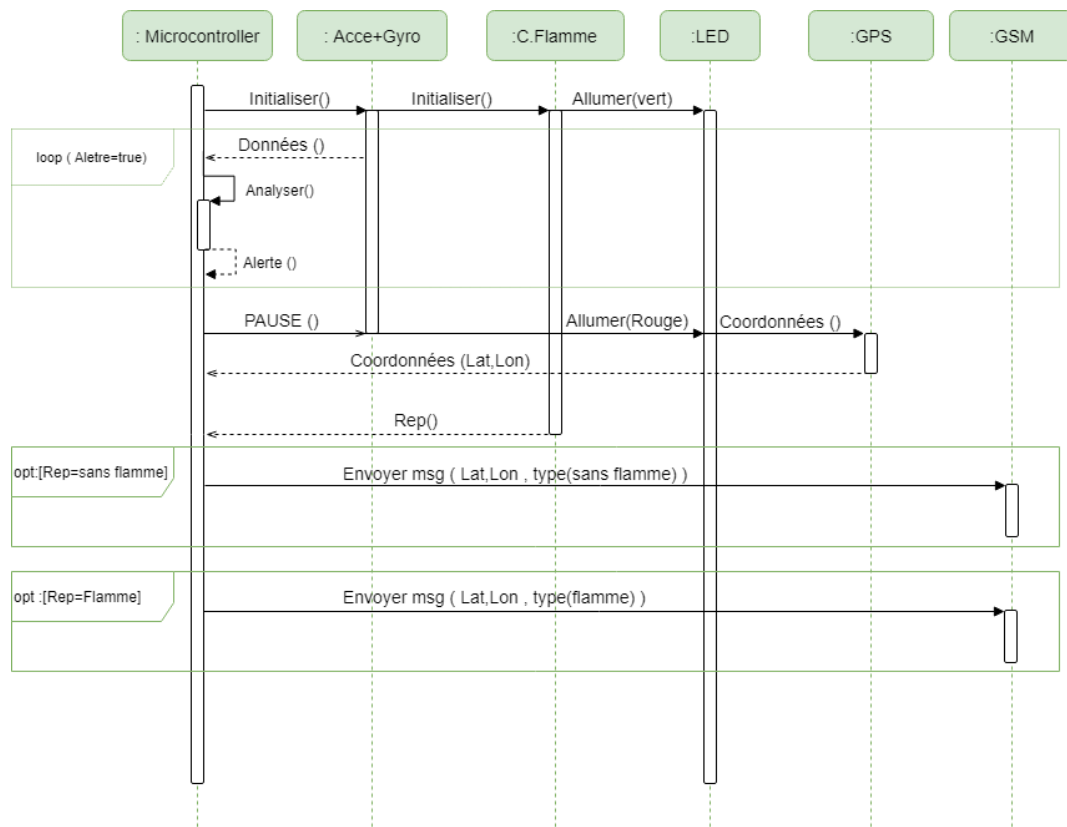 : Microcontroller
: Acce+Gyro
:C.Flamme
:LED
:GPS
:GSM
Initialiser()
Initialiser()
Allumer(vert)
loop ( Aletre=true)
Données ()
Analyser()
Alerte ()
PAUSE ()
Allumer(Rouge)
Coordonnées ()
Coordonnées (Lat,Lon)
Rep()
opt:[Rep=sans flamme]
Envoyer msg ( Lat,Lon , type(sans flamme) )
opt :[Rep=Flamme]
Envoyer msg ( Lat,Lon , type(flamme) )